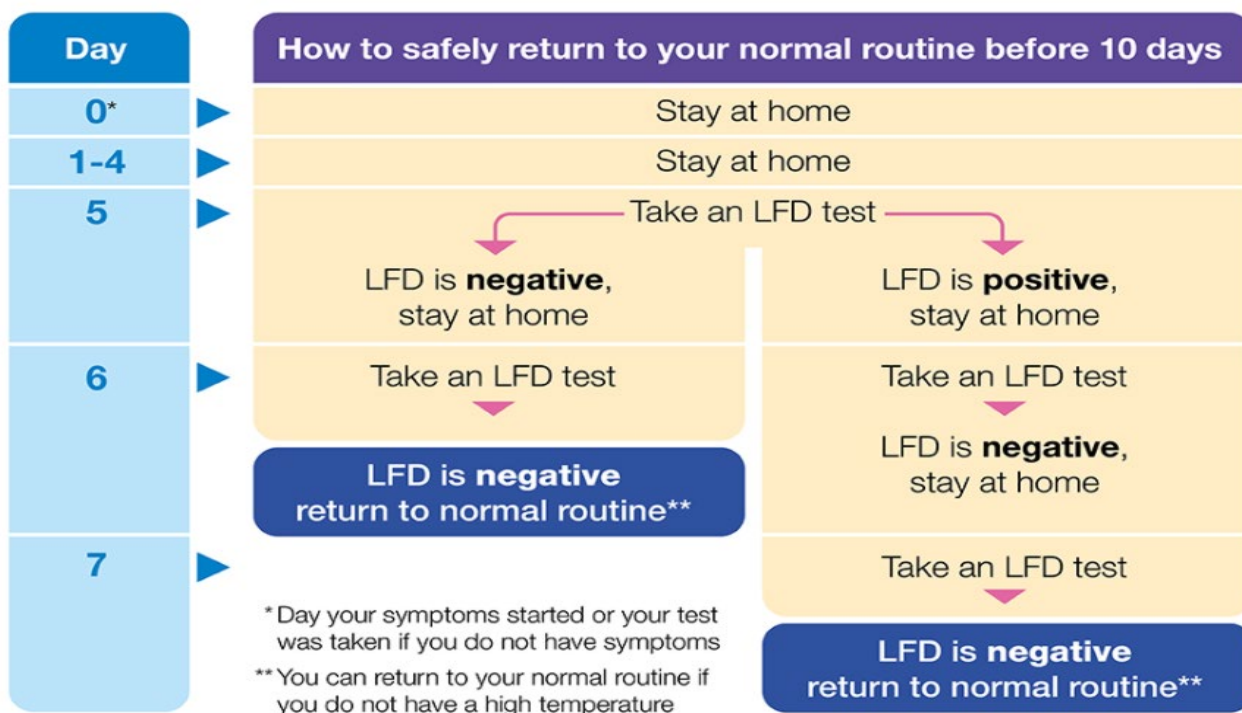 Day
How to safely return to your normal routine before 10 days
0*
Stay at home
1-4
Stay at home
5
Take an LFD test
LFD is negative,
stay at home
LFD is positive,
stay at home
6
Take an LFD test
LFD is negative
return to normal routine**
Take an LFD test
LFD is negative,
stay at home
7
Take an LFD test
LFD is negative
return to normal routine**
* Day your symptoms started or your test
was taken if you do not have symptoms
** You can return to your normal routine if
you do not have a high temperature